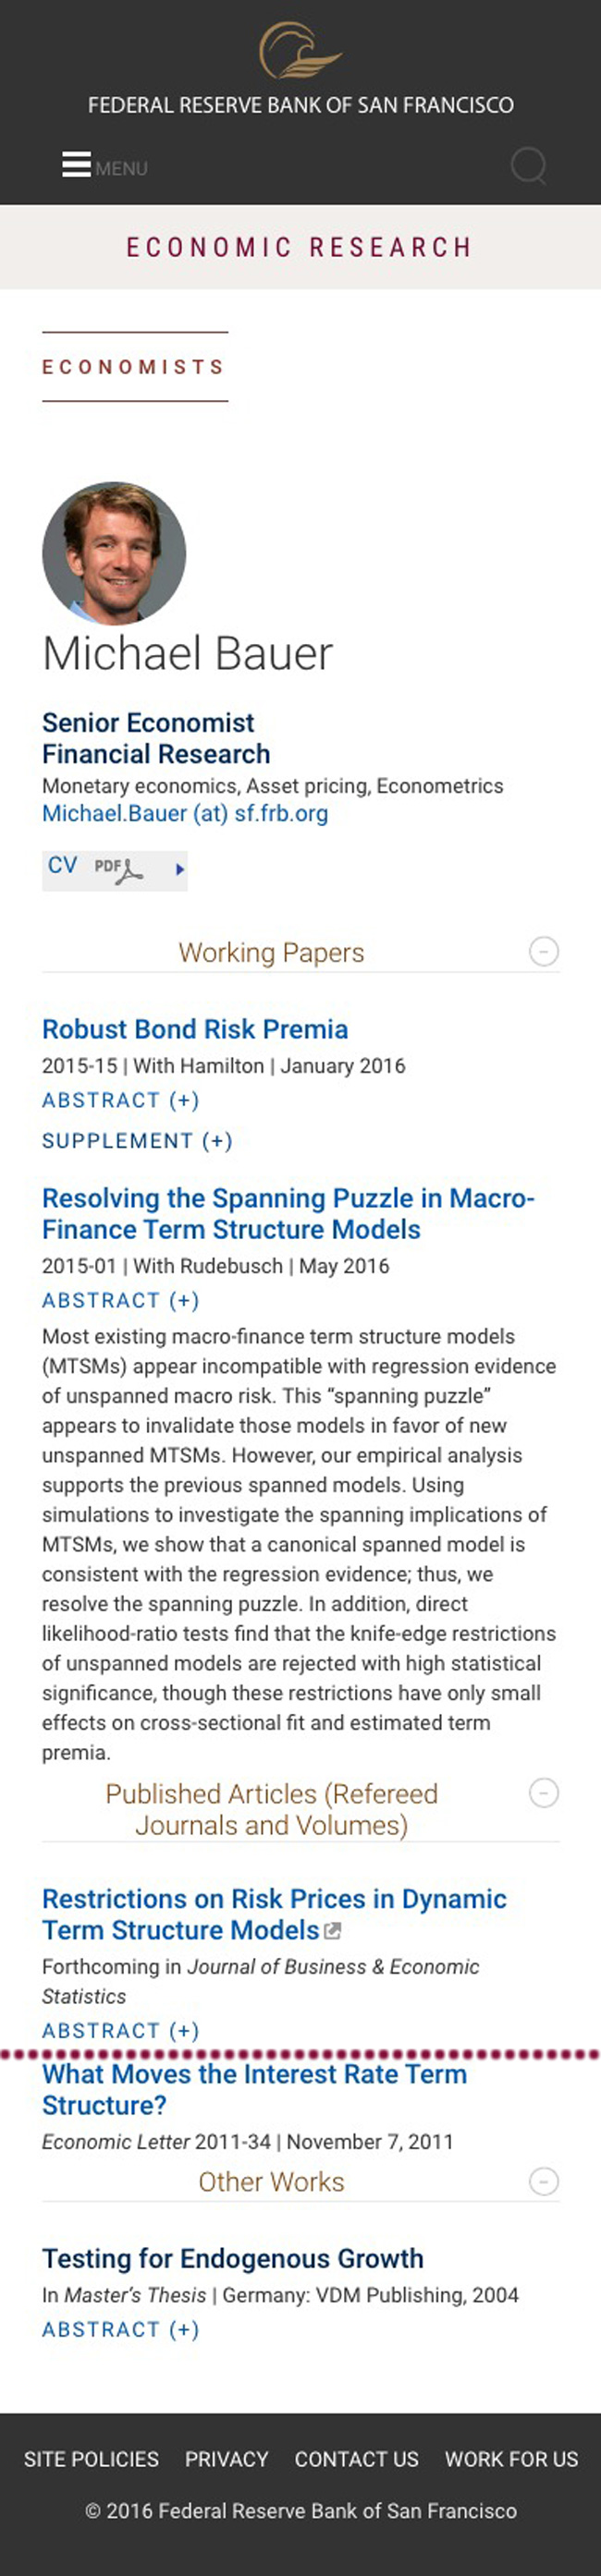 FEDERAL RESERVE BANK OF SAN FRANCISCO
MENU
ECONOMIC RESEARCH
ECONOMISTS
Michael Bauer
Senior Economist
Financial Research
Monetary economics, Asset pricing, Econometrics
Michael.Bauer (at) sf.frb.org
CV PDF
Working Papers
Robust Bond Risk Premia
2015-15 | With Hamilton | January 2016
ABSTRACT (+)
SUPPLEMENT (+)
Resolving the Spanning Puzzle in Macro-
Finance Term Structure Models
2015-01 | With Rudebusch | May 2016
ABSTRACT (+)
Most existing macro-finance term structure models
(MTSMs) appear incompatible with regression evidence
of unspanned macro risk. This “spanning puzzle”
appears to invalidate those models in favor of new
unspanned MTSMs. However, our empirical analysis
supports the previous spanned models. Using
simulations to investigate the spanning implications of
MTSMs, we show that a canonical spanned model is
consistent with the regression evidence; thus, we
resolve the spanning puzzle. In addition, direct
likelihood-ratio tests find that the knife-edge restrictions
of unspanned models are rejected with high statistical
significance, though these restrictions have only small
effects on cross-sectional fit and estimated term
premia.
Published Articles (Refereed
Journals and Volumes)
Restrictions on Risk Prices in Dynamic
Term Structure Models
Forthcoming in Journal of Business & Economic
Statistics
ABSTRACT (+)
What Moves the Interest Rate Term
Structure?
Economic Letter 2011-34 | November 7, 2011
Other Works
Testing for Endogenous Growth
In Master’s Thesis | Germany: VDM Publishing, 2004
ABSTRACT (+)
SITE POLICIES PRIVACY CONTACT US WORK FOR US
© 2016 Federal Reserve Bank of San Francisco